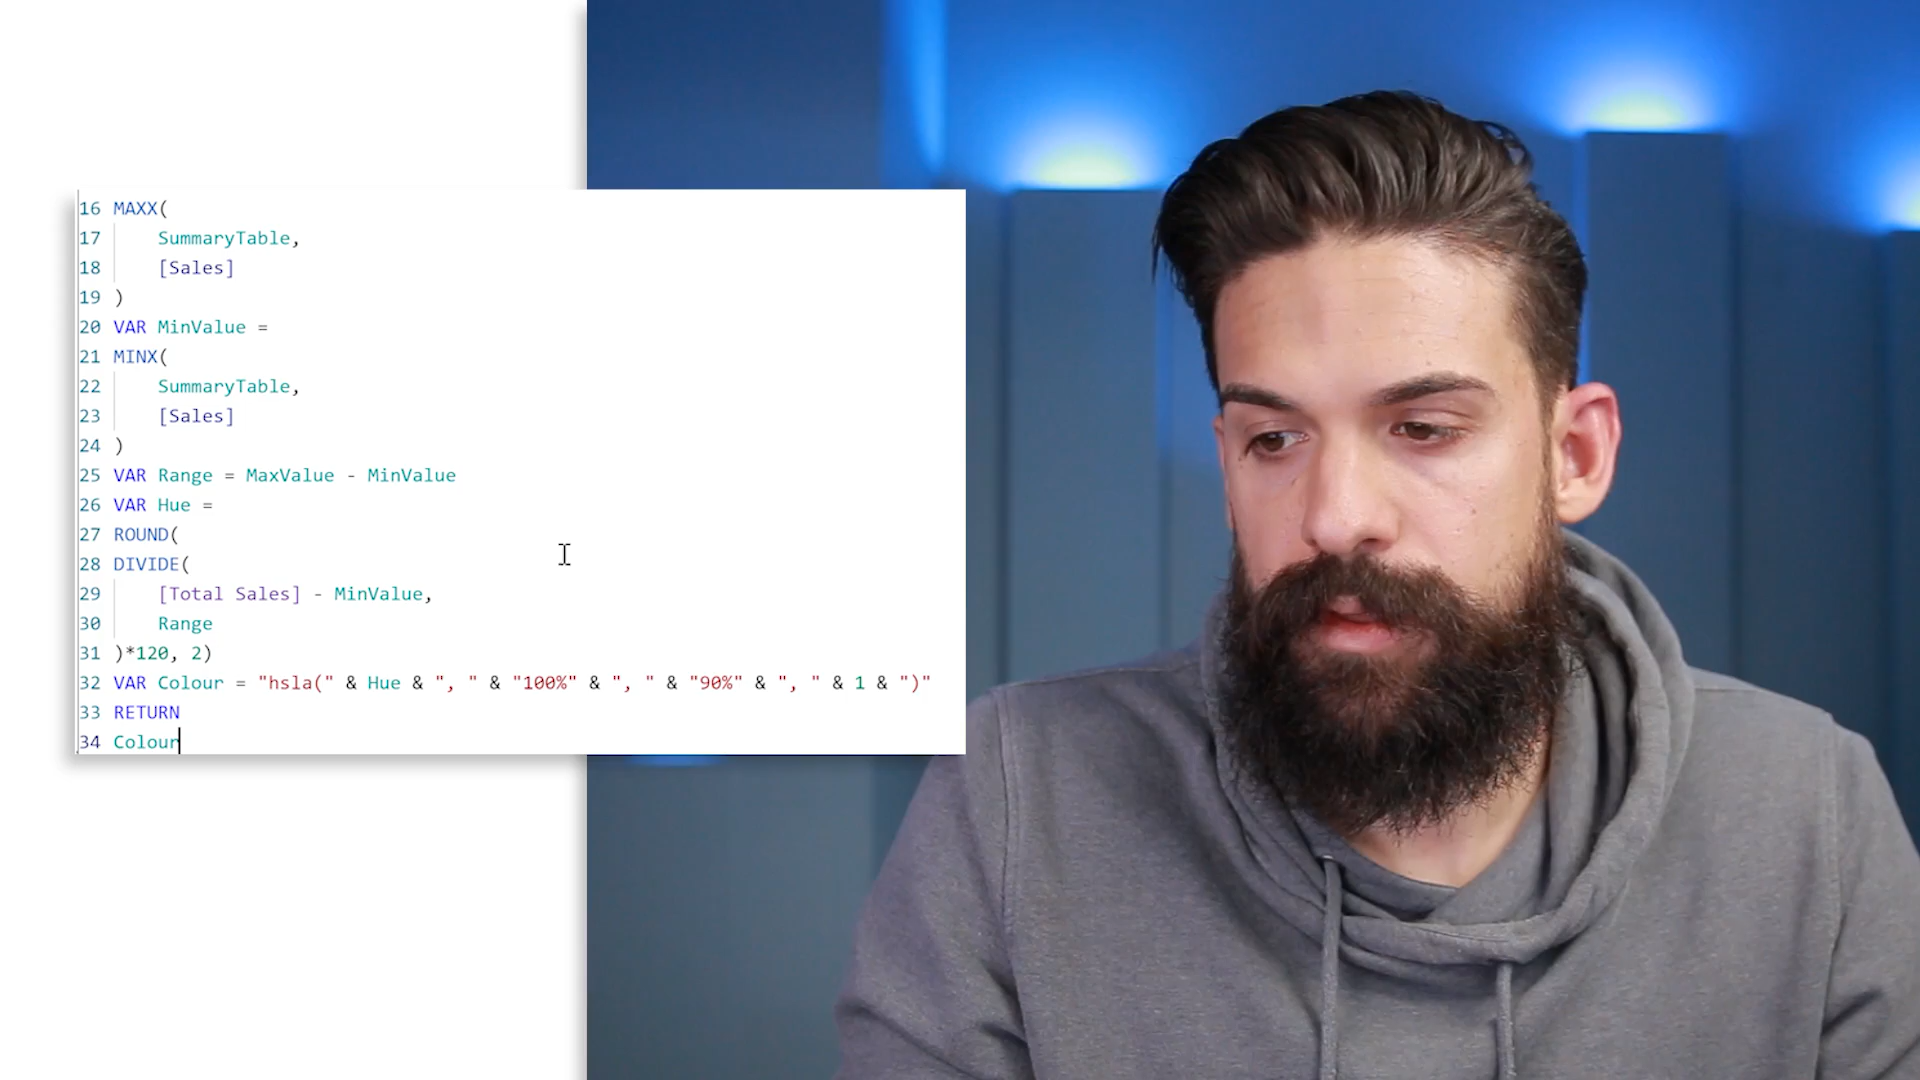 16 MAXX(
17 SummaryTable,
18 [Sales]
19 )
20 VAR MinValue =
21 MINX(
22 SummaryTable,
23 [Sales]
24 )
25 VAR Range = MaxValue - MinValue
26 VAR Hue =
27 ROUND(
28 DIVIDE(
29 [Total Sales] - MinValue,
30 Range
31 )*120, 2)
32 VAR Colour = "hsla(" & Hue & ", " & "100%" & ", " & "90%" & ", " & 1 & ")"
33 RETURN
34 Colour